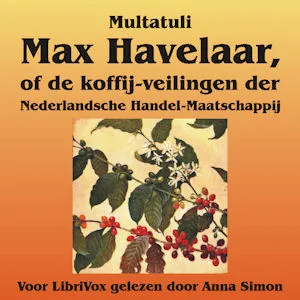 Multatuli
Max Havelaar,
of de koffij-veilingen der
Nederlandsche Handel-Maatschappij
Voor LibriVox gelezen door Anna Simon